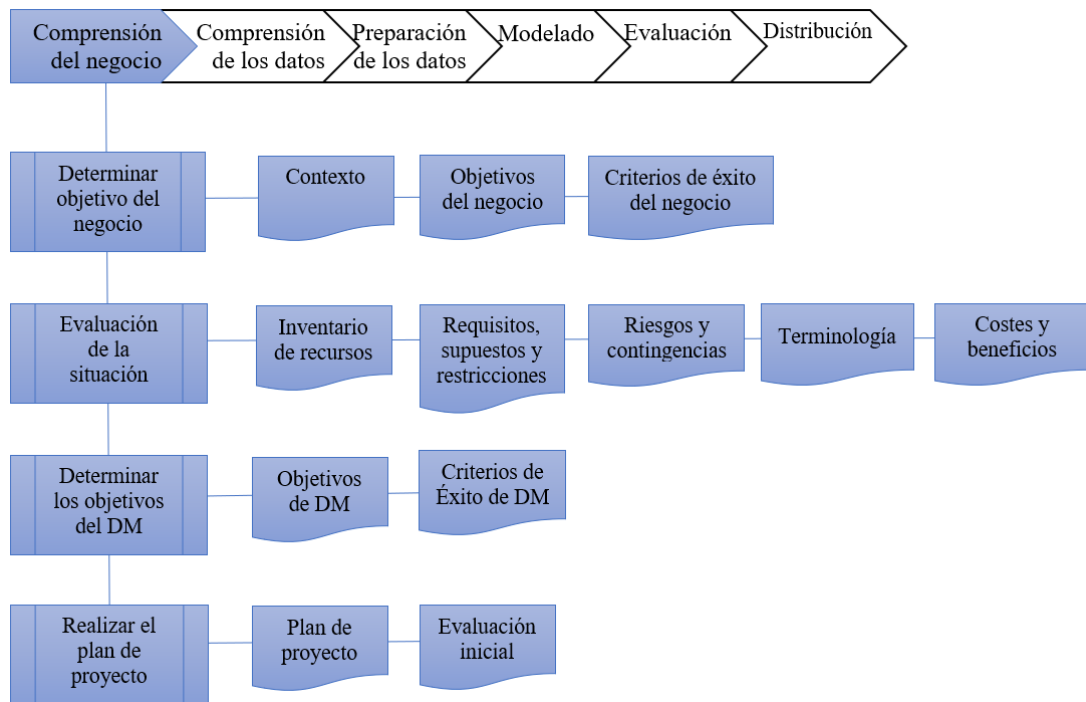 Comprensión
del negocio
Comprensión
de los datos
Preparación
de los datos
Modelado
Evaluación
Distribución
Determinar
objetivo del
negocio
Contexto
Objetivos
del negocio
Criterios de éxito
del negocio
Evaluación
de la
situación
Inventario
de recursos
Requisitos,
supuestos y
restricciones
Riesgos y
contingencias
Terminología
Costes y
beneficios
Determinar
los objetivos
del DM
Objetivos
de DM
Criterios de
Éxito de DM
Realizar el
plan de
proyecto
Plan de
proyecto
Evaluación
inicial